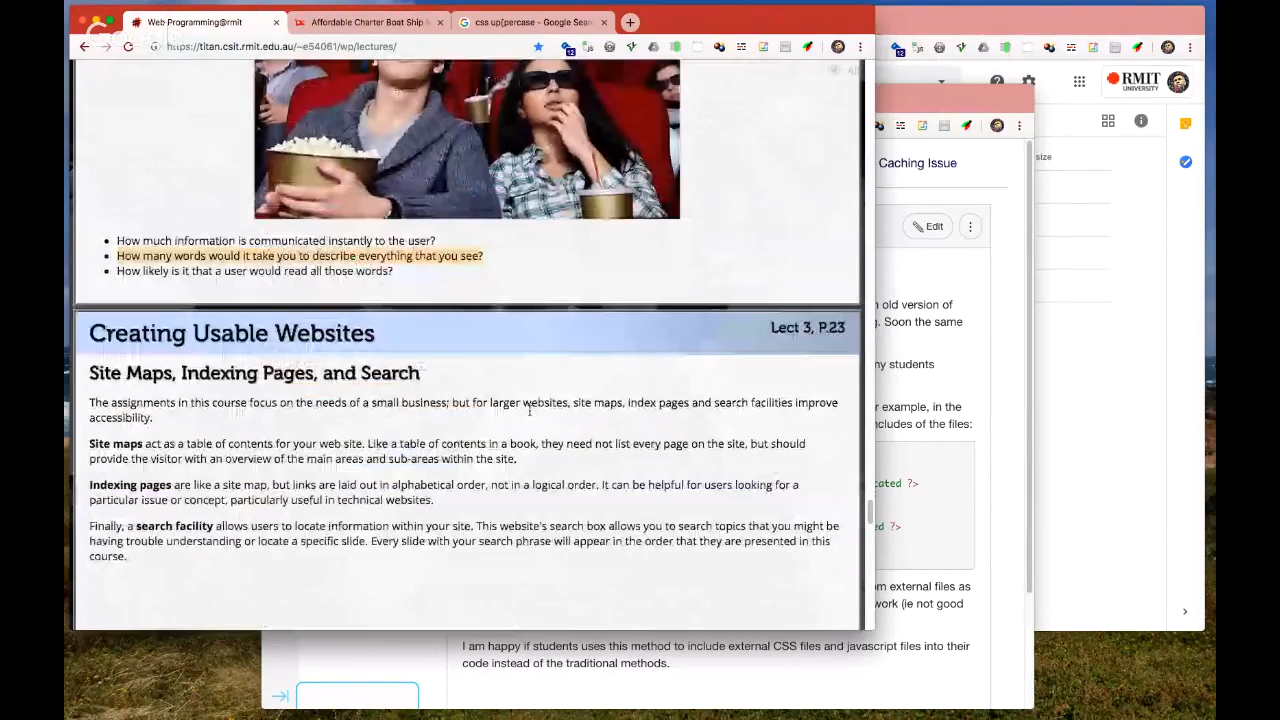 Web Programming@rmit
Affordable Charter Boat Ship &
css up[percase - Google Sea
Google
https://titan.csit.rmit.edu.au/~e54061/wp/lectures/
12
12
RMIT
UNIVERSITY
size
Caching Issue
Edit
How much information is communicated instantly to the user?
How many words would it take you to describe everything that you see?
How likely is it that a user would read all those words?
Creating Usable Websites
Lect 3, P.23
Site Maps, Indexing Pages, and Search
The assignments in this course focus on the needs of a small business; but for larger websites, site maps, index pages and search facilities improve
accessibility.
Site maps act as a table of contents for your web site. Like a table of contents in a book, they need not list every page on the site, but should
provide the visitor with an overview of the main areas and sub-areas within the site.
Indexing pages are like a site map, but links are laid out in alphabetical order, not in a logical order. It can be helpful for users looking for a
particular issue or concept, particularly useful in technical websites.
Finally, a search facility allows users to locate information within your site. This website's search box allows you to search topics that you might be
having trouble understanding or locate a specific slide. Every slide with your search phrase will appear in the order that they are presented in this
course.
n old version of
g. Soon the same
ny students
r example, in the
ncludes of the files:
cated ?>
ed ?>
om external files as
work (ie not good
I am happy if students uses this method to include external CSS files and javascript files into their
code instead of the traditional methods.